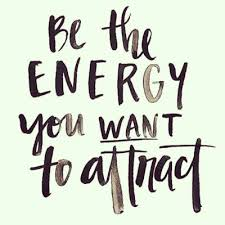 Be the
ENERGY
you WANT
to attract